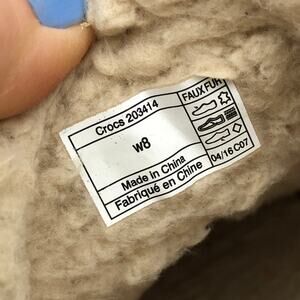 Crocs 203414
w8
Made in China
Fabriqué en Chine
FAUX FUR
04/16 C07